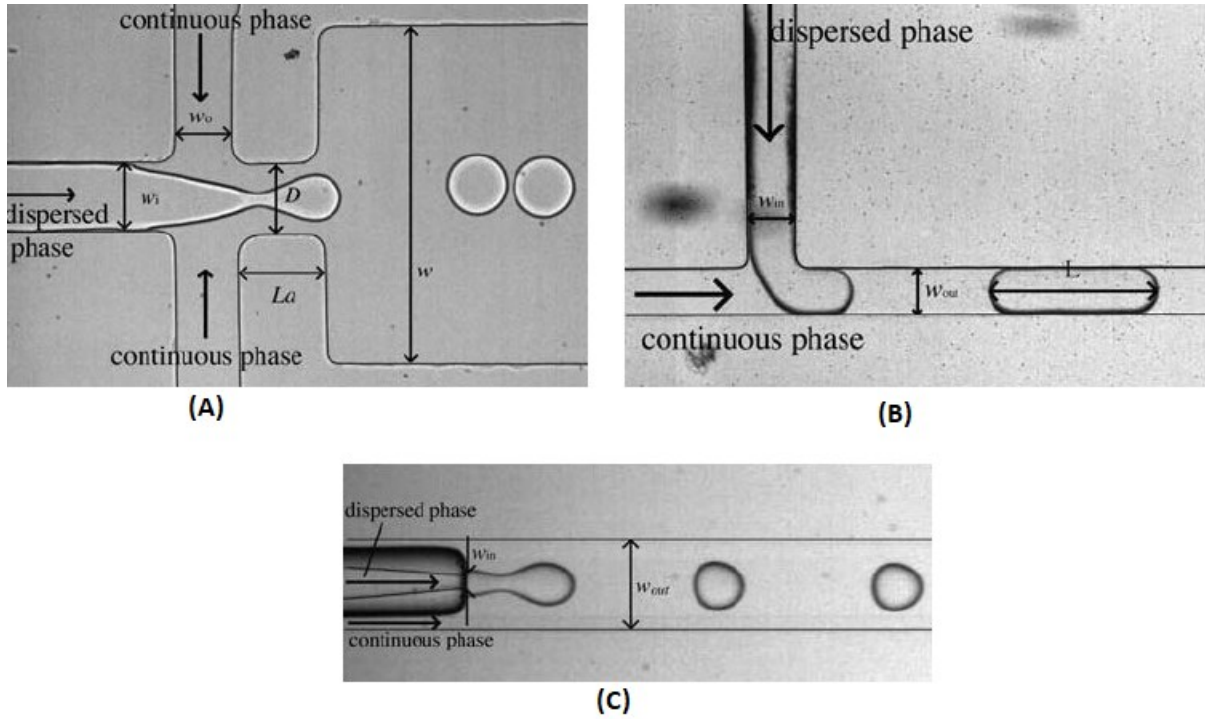 continuous phase
wo
wi
D
dispersed
phase
w
La
continuous phase
(A)
dispersed phase
win
wout
L
continuous phase
(B)
dispersed phase
win
wout
continuous phase
(C)